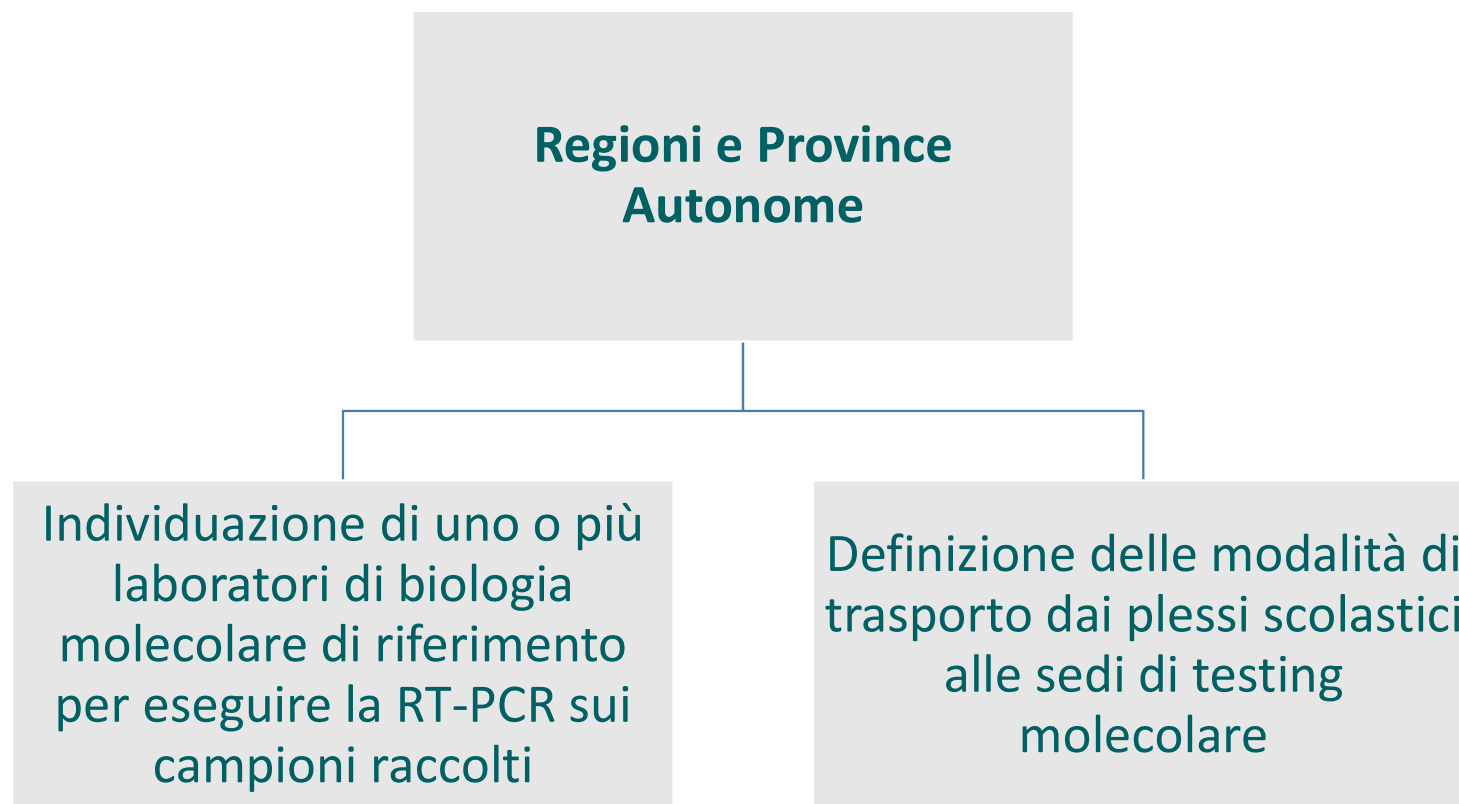 Regioni e Province
Autonome
Individuazione di uno o più
laboratori di biologia
molecolare di riferimento
per eseguire la RT-PCR sui
campioni raccolti
Definizione delle modalità di
trasporto dai plessi scolastici
alle sedi di testing
molecolare